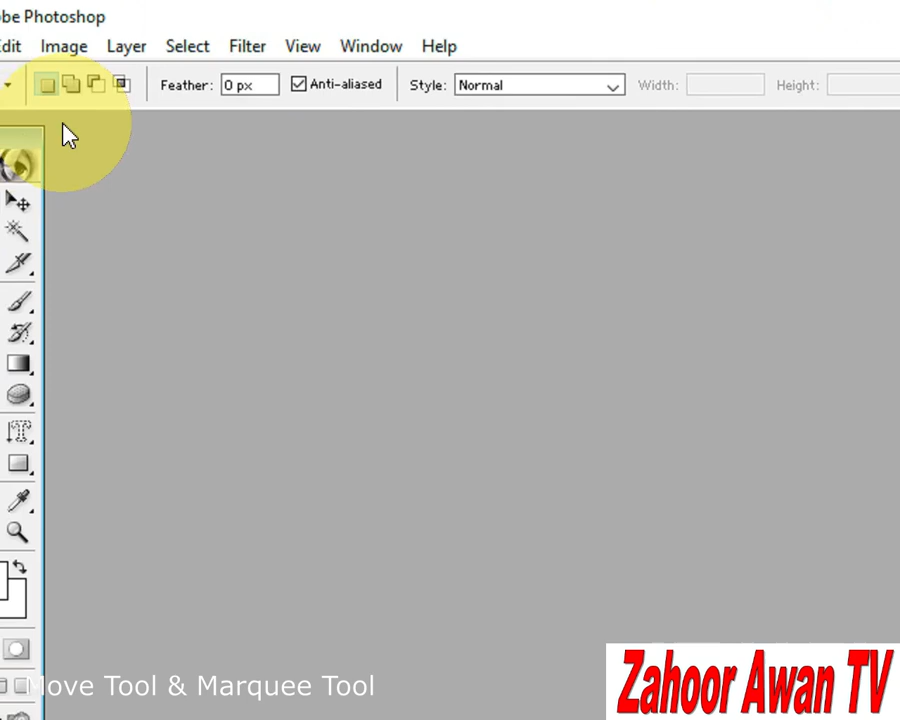 be Photoshop
dit Image Layer Select Filter View Window Help
Feather: 0 px Anti-aliased Style: Normal Width: Height:
Move Tool & Marquee Tool
Zahoor Awan TV